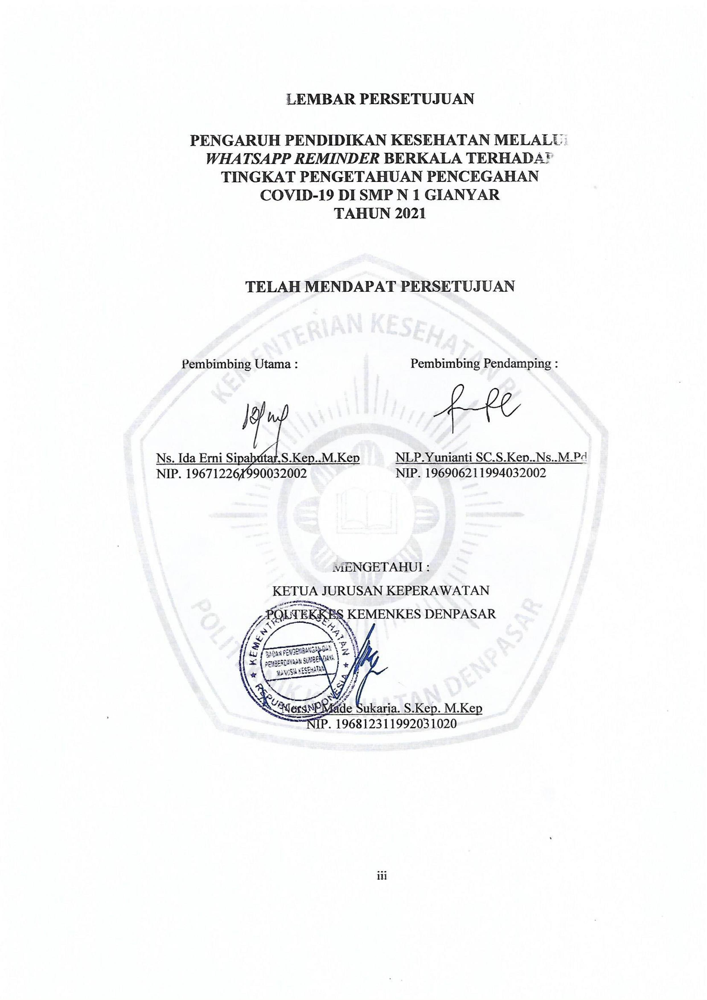 LEMBAR PERSETUJUAN
PENGARUH PENDIDIKAN KESEHATAN MELALUI
WHATSAPP REMINDER BERKALA TERHADAP
TINGKAT PENGETAHUAN PENCEGAHAN
COVID-19 DI SMP N 1 GIANYAR
TAHUN 2021
TELAH MENDAPAT PERSETUJUAN
KEMENTERIAN KESEHATAN RI
Pembimbing Utama :
Pembimbing Pendamping :
Ns. Ida Erni Sipahutar,S.Kep.,M.Kep
NIP. 196712261990032002
NLP.Yunianti SC.S.Kep.,Ns.,M.Pd
NIP. 196906211994032002
MENGETAHUI :
KETUA JURUSAN KEPERAWATAN
POLTEKKES KEMENKES DENPASAR
KEMENTRIAN KESEHATAN
BADAN PENGEMBANGAN DAN
PEMBERDAYAAN SUMBER DAYA
MANUSIA KESEHATAN
REPUBLIK INDONESIA
Ners. I Made Sukarja. S.Kep. M.Kep
NIP. 196812311992031020
POLITEKNIK KESEHATAN DENPASAR
iii